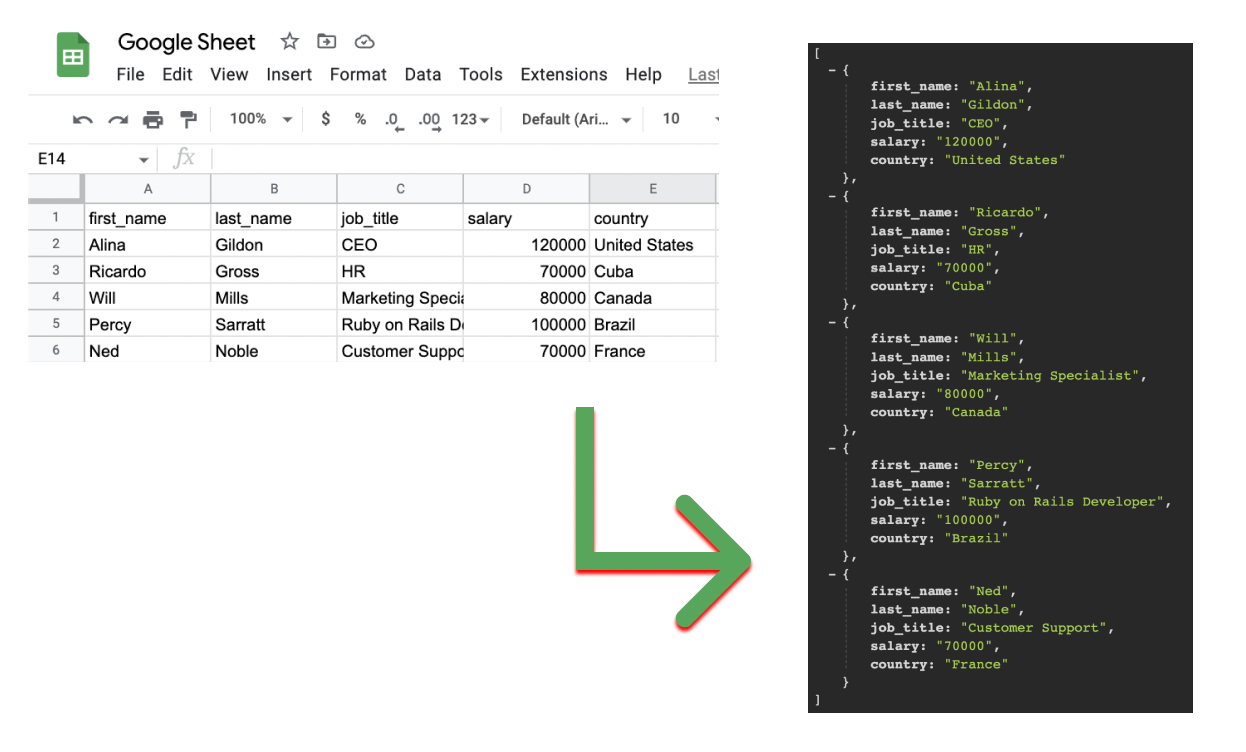 Google Sheet
File Edit View Insert Format Data Tools Extensions Help Last
100% $ % .0 .00 123 Default (Ari... 10
E14 fx
A B C D E
1 first_name last_name job_title salary country
2 Alina Gildon CEO 120000 United States
3 Ricardo Gross HR 70000 Cuba
4 Will Mills Marketing Specia 80000 Canada
5 Percy Sarratt Ruby on Rails De 100000 Brazil
6 Ned Noble Customer Suppo 70000 France
[
- {
first_name: "Alina",
last_name: "Gildon",
job_title: "CEO",
salary: "120000",
country: "United States"
},
- {
first_name: "Ricardo",
last_name: "Gross",
job_title: "HR",
salary: "70000",
country: "Cuba"
},
- {
first_name: "Will",
last_name: "Mills",
job_title: "Marketing Specialist",
salary: "80000",
country: "Canada"
},
- {
first_name: "Percy",
last_name: "Sarratt",
job_title: "Ruby on Rails Developer",
salary: "100000",
country: "Brazil"
},
- {
first_name: "Ned",
last_name: "Noble",
job_title: "Customer Support",
salary: "70000",
country: "France"
}
]